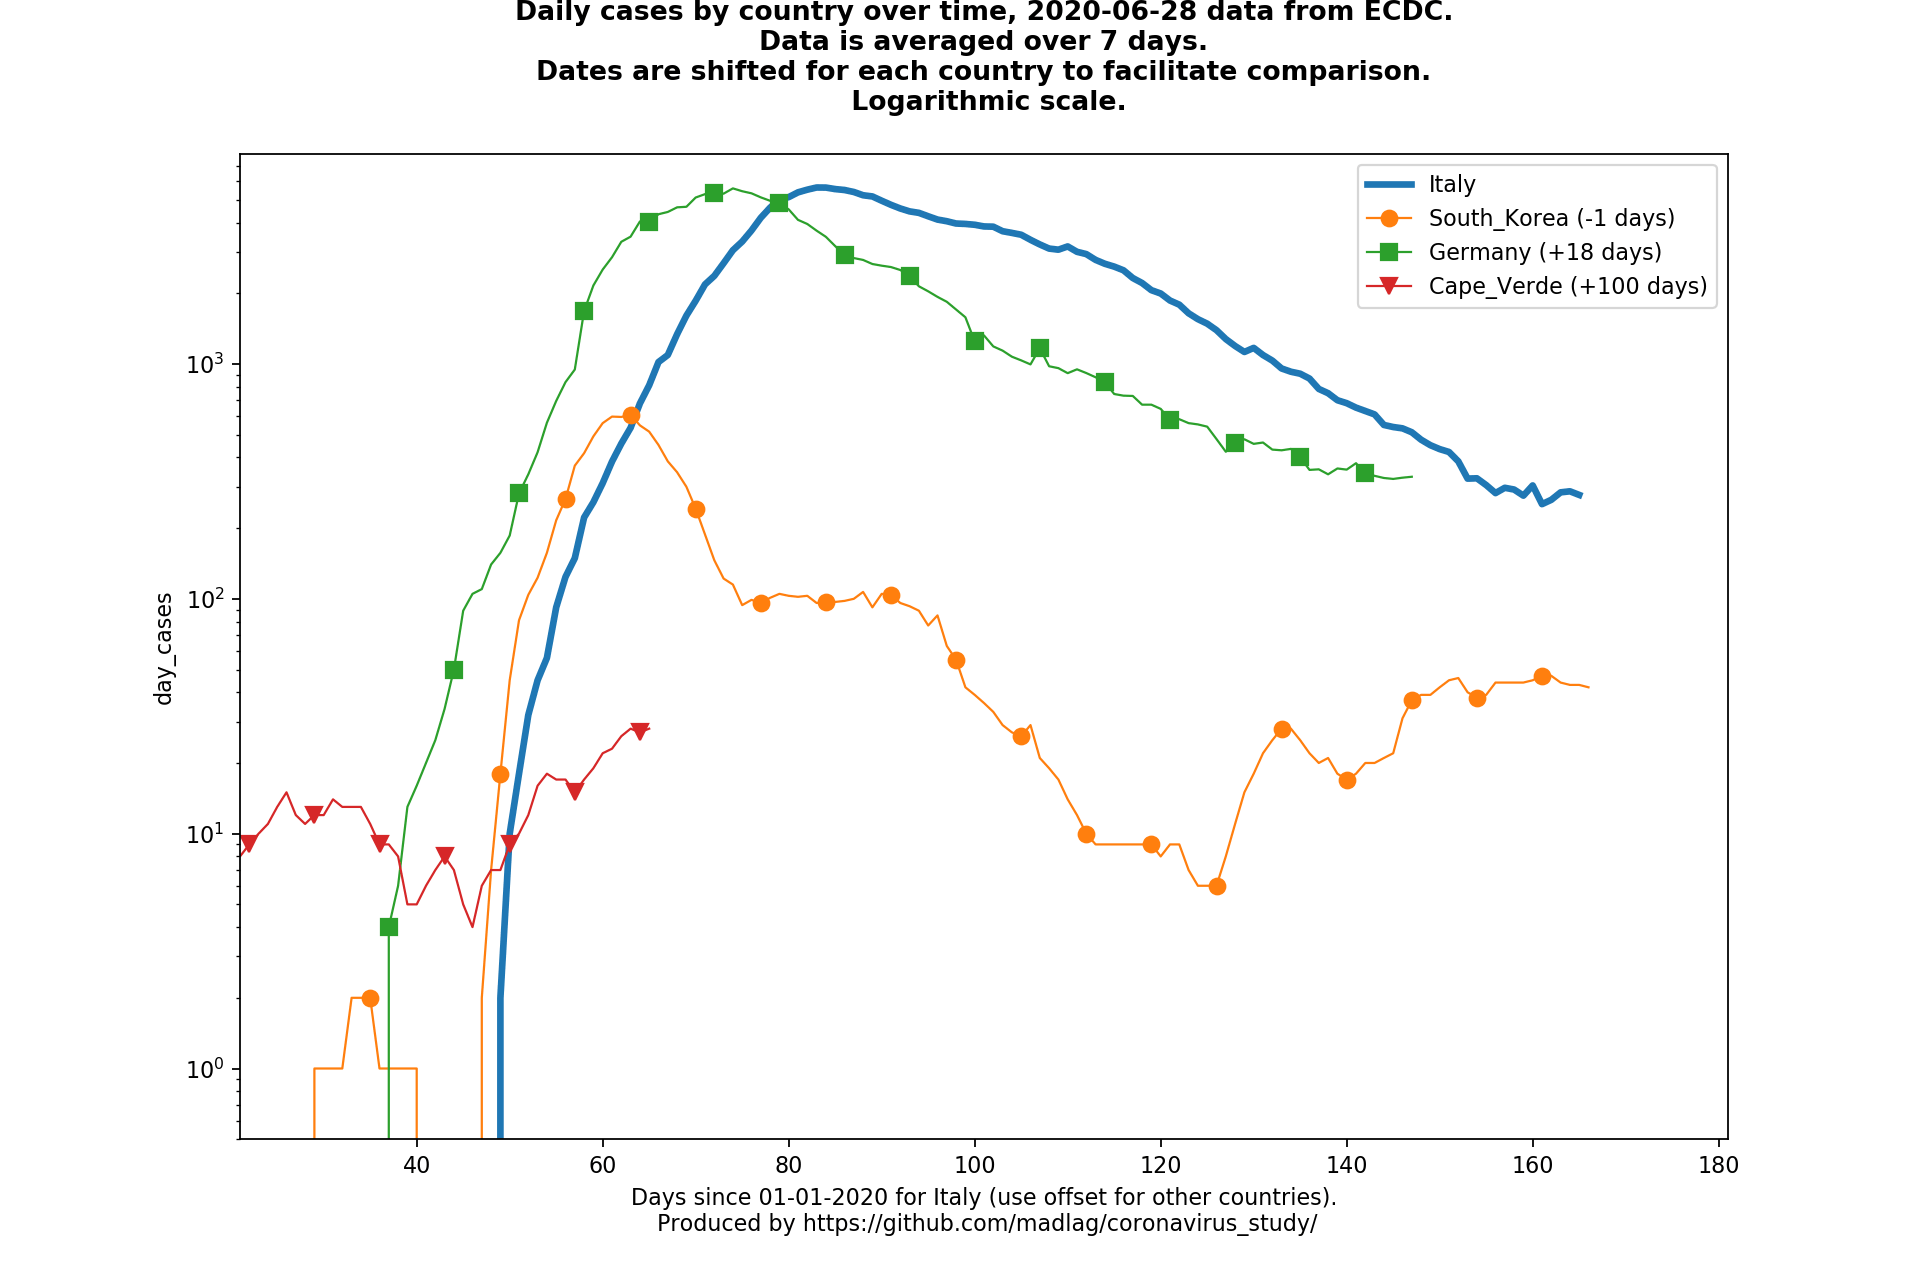 Daily cases by country over time, 2020-06-28 data from ECDC.
Data is averaged over 7 days.
Dates are shifted for each country to facilitate comparison.
Logarithmic scale.
Italy
South_Korea (-1 days)
Germany (+18 days)
Cape_Verde (+100 days)
day_cases
10³
10²
10¹
10⁰
40 60 80 100 120 140 160 180
Days since 01-01-2020 for Italy (use offset for other countries).
Produced by https://github.com/madlag/coronavirus_study/